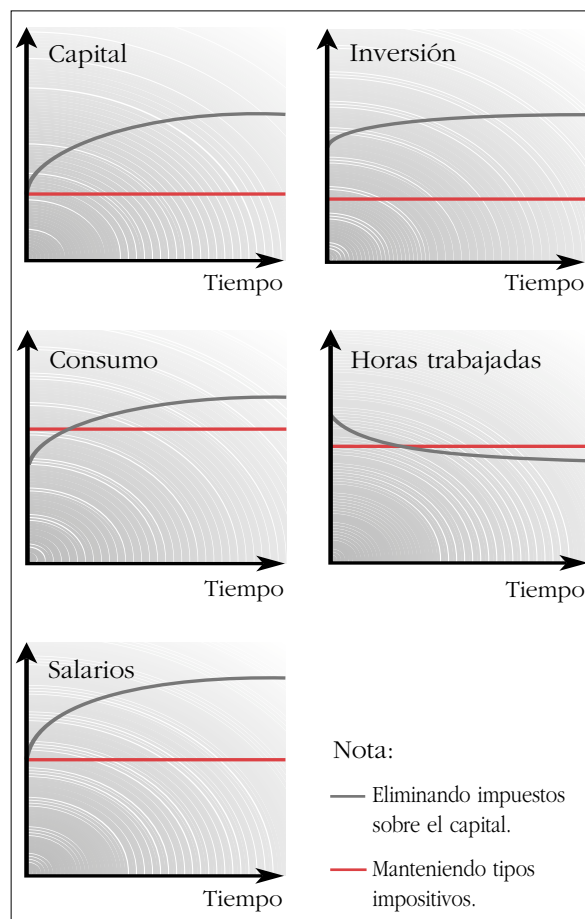 Capital
Tiempo
Inversión
Tiempo
Consumo
Tiempo
Horas trabajadas
Tiempo
Salarios
Tiempo
Nota:
Eliminando impuestos
sobre el capital.
Manteniendo tipos
impositivos.